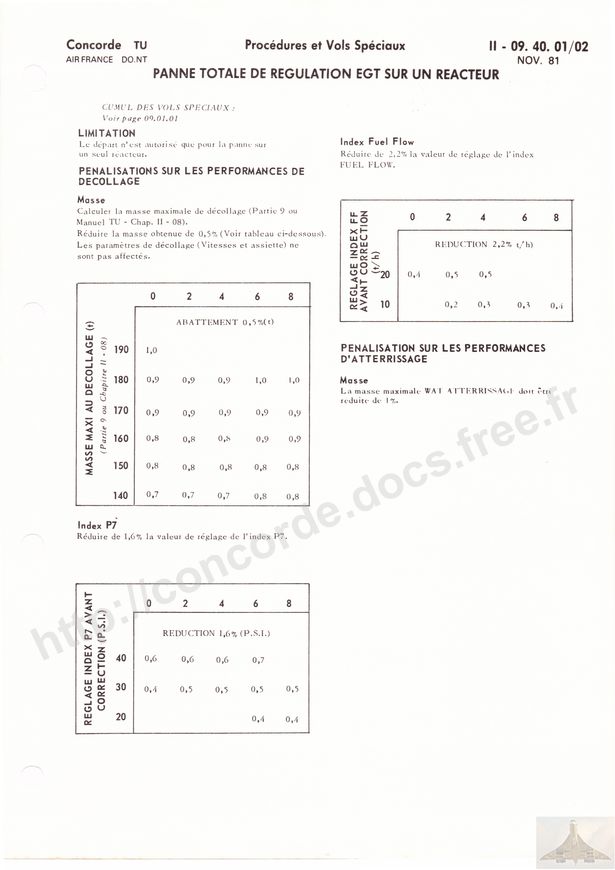 Concorde TU
Procédures et Vols Spéciaux
II - 09. 40. 01/02
AIR FRANCE DO.NT
NOV. 81
PANNE TOTALE DE REGULATION EGT SUR UN REACTEUR
CUMUL DES VOLS SPECIAUX :
Voir page 09.01.01
LIMITATION
Le départ n'est autorisé que pour la panne sur
un seul réacteur.
PENALISATIONS SUR LES PERFORMANCES DE
DECOLLAGE
Masse
Calculer la masse maximale de décollage (Partie 9 ou
Manuel TU - Chap. II - 08).
Réduire la masse obtenue de 0,5% (Voir tableau ci-dessous).
Les paramètres de décollage (Vitesses et assiette) ne
sont pas affectés.
MASSE MAXI AU DECOLLAGE (t)
(Partie 9 ou Chapitre II - 08)
0 2 4 6 8
ABATTEMENT 0,5%(t)
190 1,0
180 0,9 0,9 0,9 1,0 1,0
170 0,9 0,9 0,9 0,9 0,9
160 0,8 0,8 0,8 0,9 0,9
150 0,8 0,8 0,8 0,8 0,8
140 0,7 0,7 0,7 0,8 0,8
Index P7
Réduire de 1,6% la valeur de réglage de l'index P7.
REGLAGE INDEX P7 AVANT
CORRECTION (P.S.I.)
0 2 4 6 8
REDUCTION 1,6% (P.S.I.)
40 0,6 0,6 0,6 0,7
30 0,4 0,5 0,5 0,5 0,5
20 0,4 0,4
Index Fuel Flow
Réduire de 2,2% la valeur de réglage de l'index
FUEL FLOW.
REGLAGE INDEX FF
AVANT CORRECTION
(t/h)
0 2 4 6 8
REDUCTION 2,2% t/h)
20 0,4 0,5 0,5
10 0,2 0,3 0,3 0,4
PENALISATION SUR LES PERFORMANCES
D'ATTERRISSAGE
Masse
La masse maximale WAT ATTERRISSAGE doit être
réduite de 1%.
http://concorde.docs.free.fr